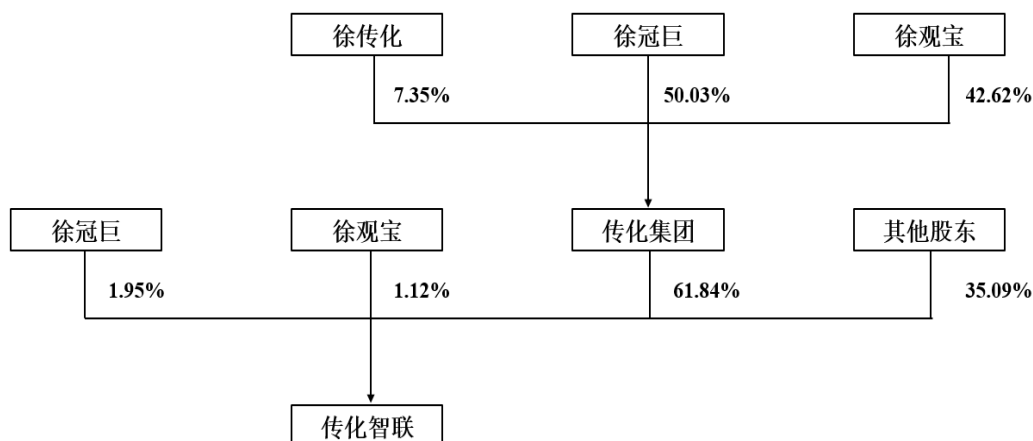 徐传化
徐冠巨
徐观宝
7.35%
50.03%
42.62%
徐冠巨
徐观宝
传化集团
其他股东
1.95%
1.12%
61.84%
35.09%
传化智联